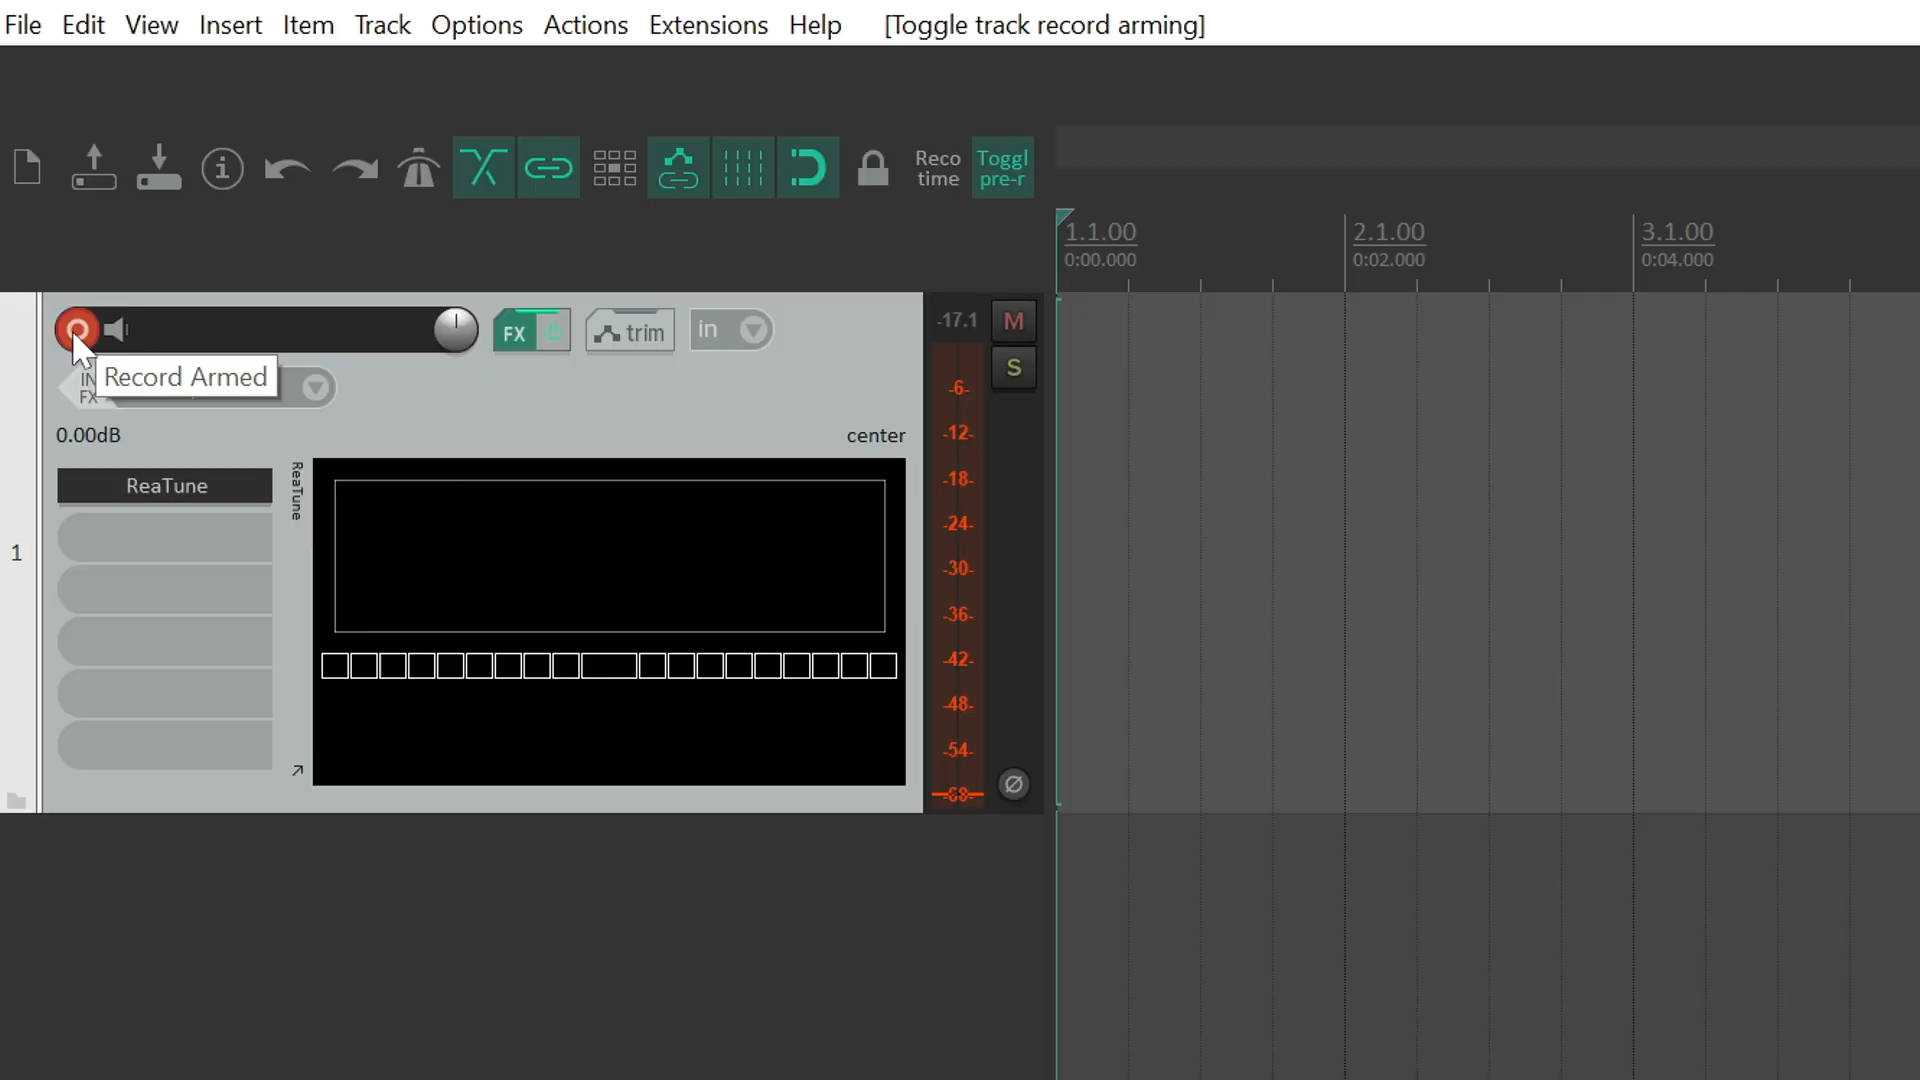 File Edit View Insert Item Track Options Actions Extensions Help [Toggle track record arming]
Reco
time
Toggl
pre-r
1.1.00
0:00.000
2.1.00
0:02.000
3.1.00
0:04.000
FX
trim
in
-17.1
M
S
IN
FX
Record Armed
0.00dB
center
ReaTune
ReaTune
1
-6-
-12-
-18-
-24-
-30-
-36-
-42-
-48-
-54-